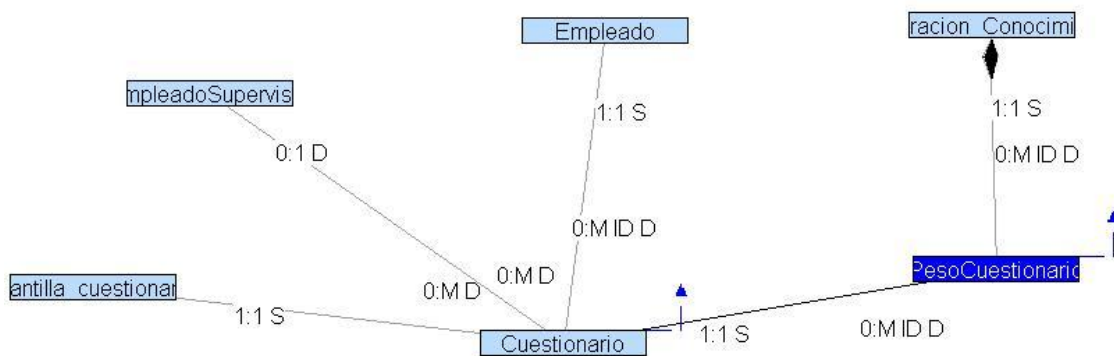 Empleado
racion_Conocimi
mpleadoSupervis
1:1 S
1:1 S
0:1 D
0:M ID D
0:M ID D
0:M D
0:M D
PesoCuestionario
antilla_cuestionar
1:1 S
1:1 S
0:M ID D
Cuestionario